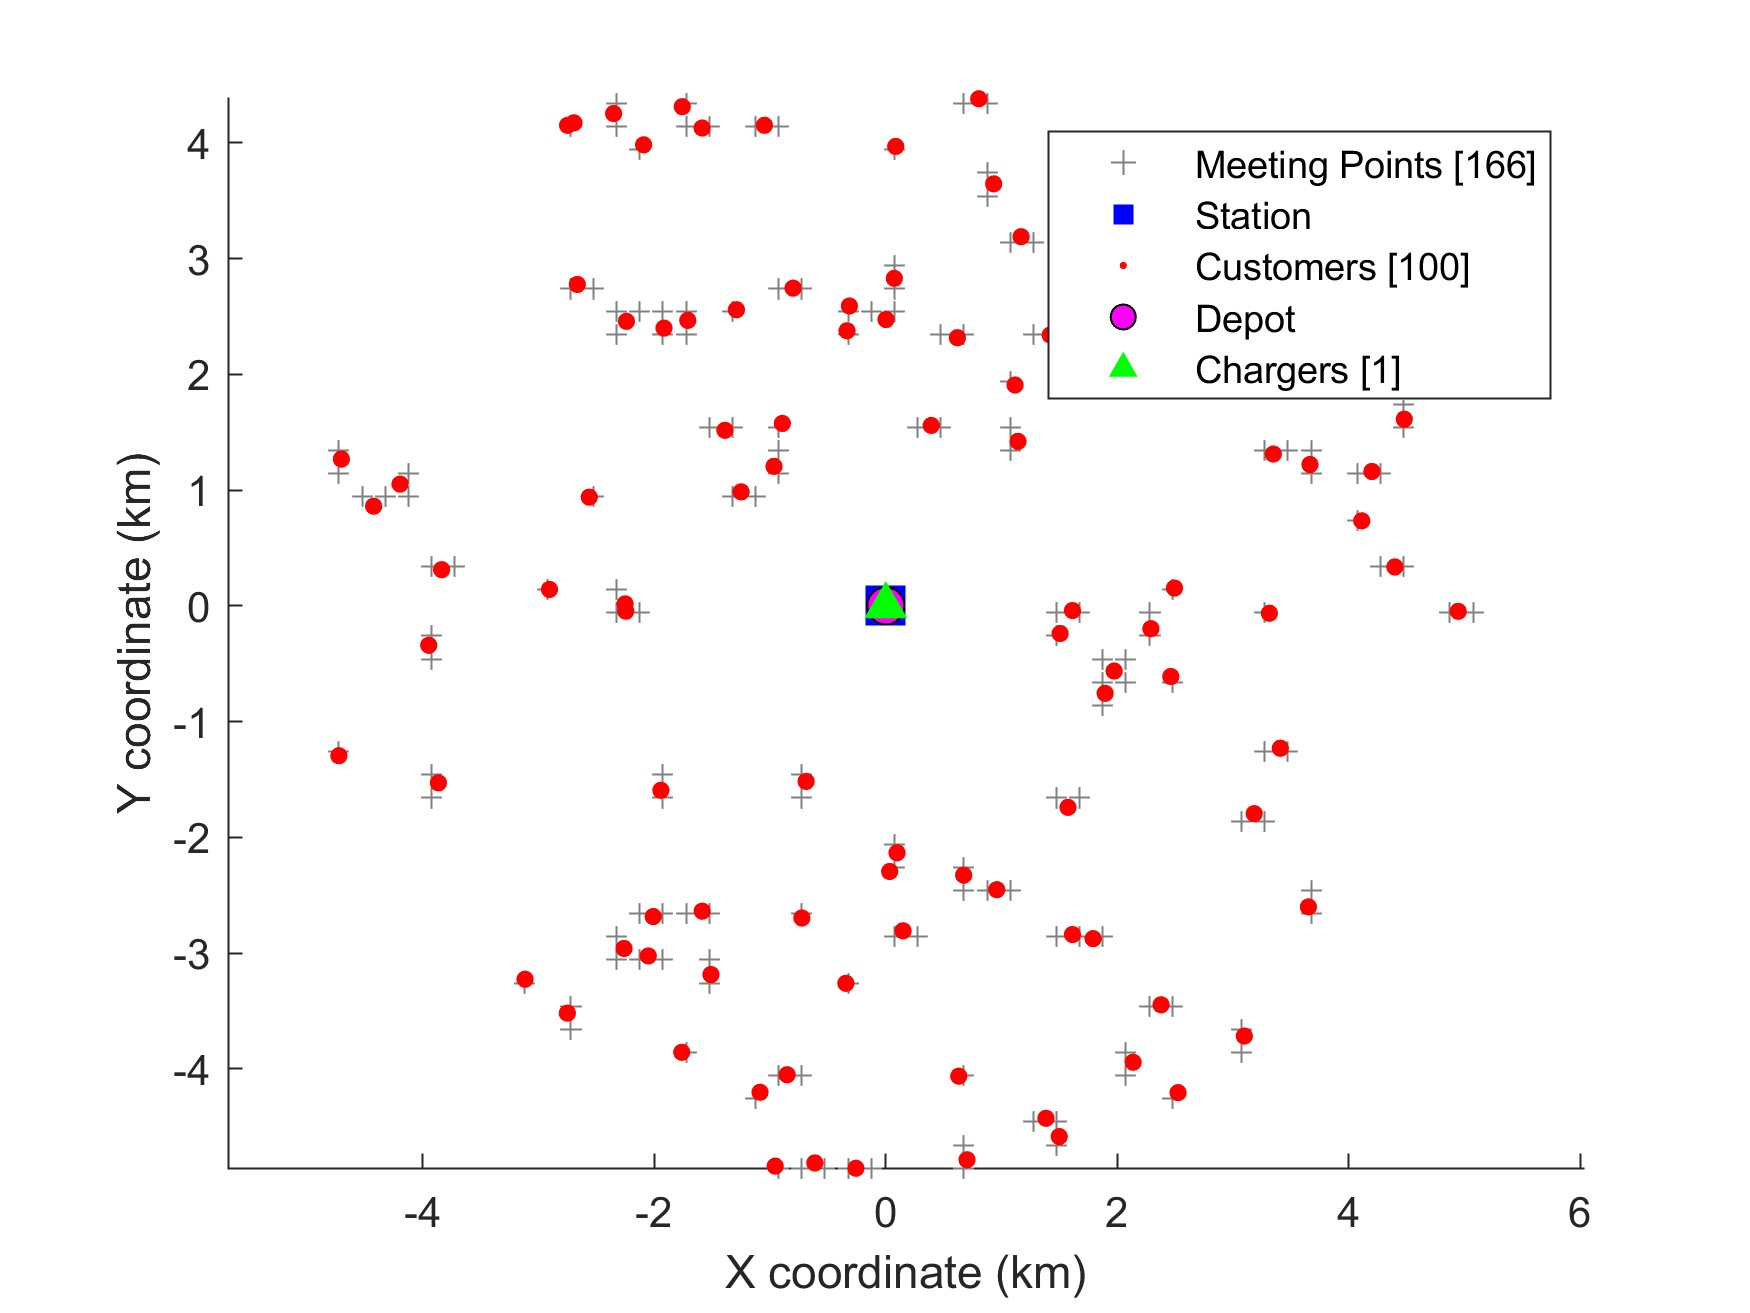 4
3
2
1
0
-1
-2
-3
-4
Y coordinate (km)
Meeting Points [166]
Station
Customers [100]
Depot
Chargers [1]
-4
-2
0
2
4
6
X coordinate (km)